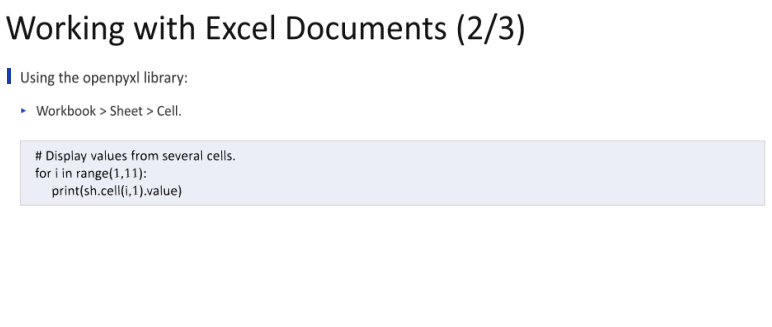 Working with Excel Documents (2/3)
Using the openpyxl library:
Workbook > Sheet > Cell.
# Display values from several cells.
for i in range(1,11):
    print(sh.cell(i,1).value)